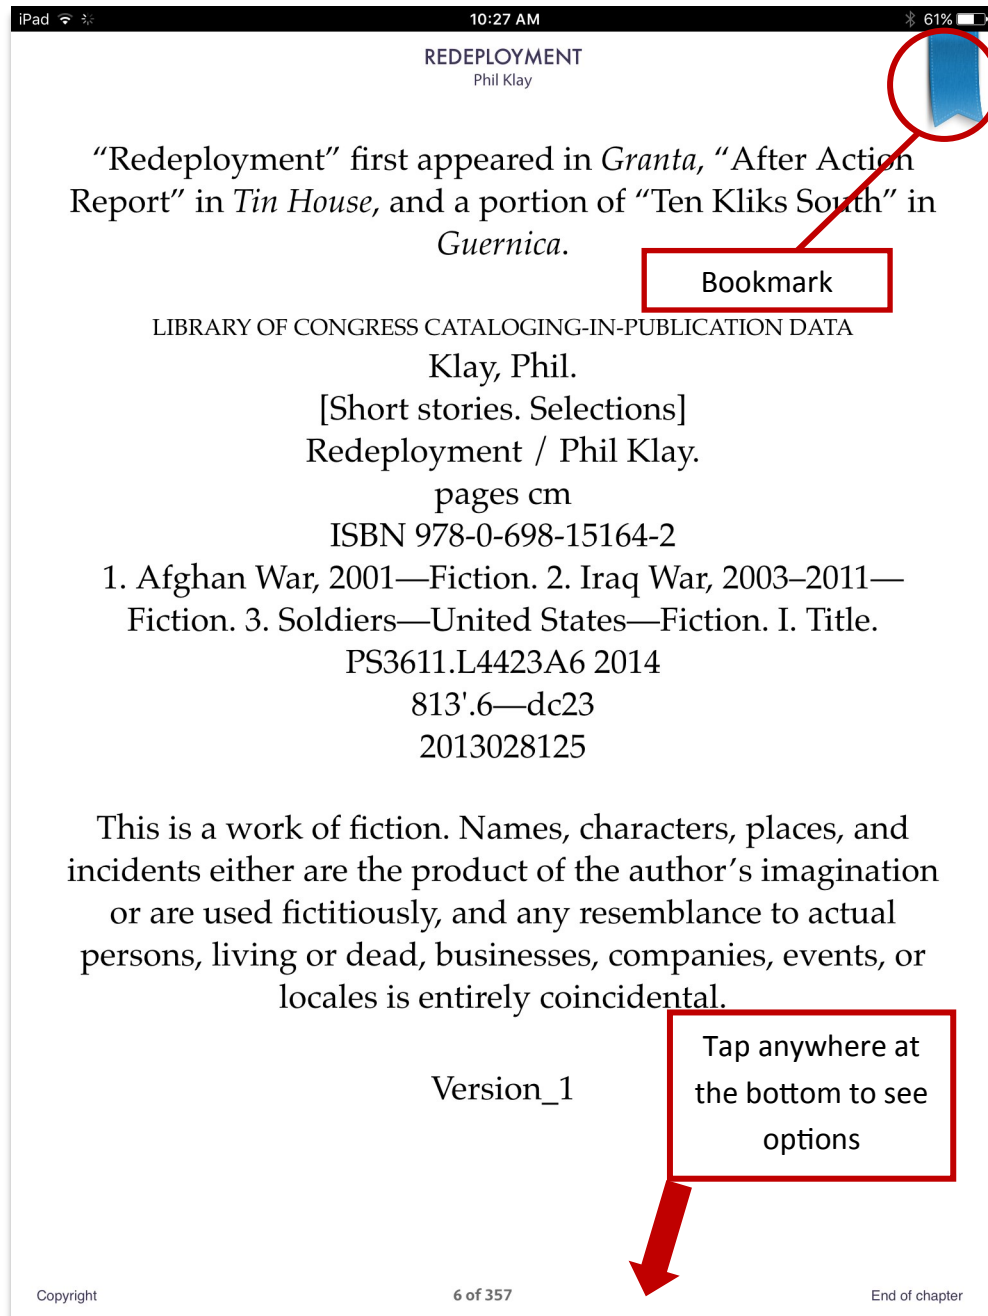 iPad 10:27 AM 61%
REDEPLOYMENT
Phil Klay
“Redeployment” first appeared in Granta, “After Action
Report” in Tin House, and a portion of “Ten Kliks South” in
Guernica.
Bookmark
LIBRARY OF CONGRESS CATALOGING-IN-PUBLICATION DATA
Klay, Phil.
[Short stories. Selections]
Redeployment / Phil Klay.
pages cm
ISBN 978-0-698-15164-2
1. Afghan War, 2001—Fiction. 2. Iraq War, 2003–2011—
Fiction. 3. Soldiers—United States—Fiction. I. Title.
PS3611.L4423A6 2014
813'.6—dc23
2013028125
This is a work of fiction. Names, characters, places, and
incidents either are the product of the author’s imagination
or are used fictitiously, and any resemblance to actual
persons, living or dead, businesses, companies, events, or
locales is entirely coincidental.
Version_1
Tap anywhere at
the bottom to see
options
Copyright 6 of 357 End of chapter